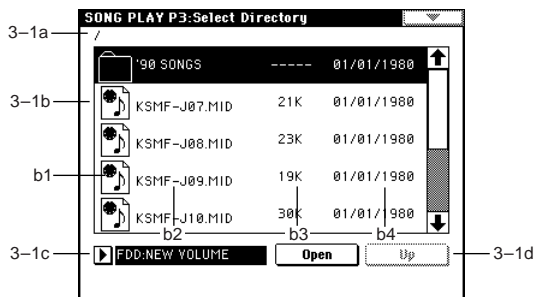 SONG PLAY P3:Select Directory
3–1a
/
'90 SONGS ----- 01/01/1980
3–1b
KSMF-J07.MID 21K 01/01/1980
KSMF-J08.MID 23K 01/01/1980
b1
KSMF-J09.MID 19K 01/01/1980
KSMF-J10.MID 30K 01/01/1980
b2 b3 b4
3–1c FDD:NEW VOLUME Open Up 3–1d